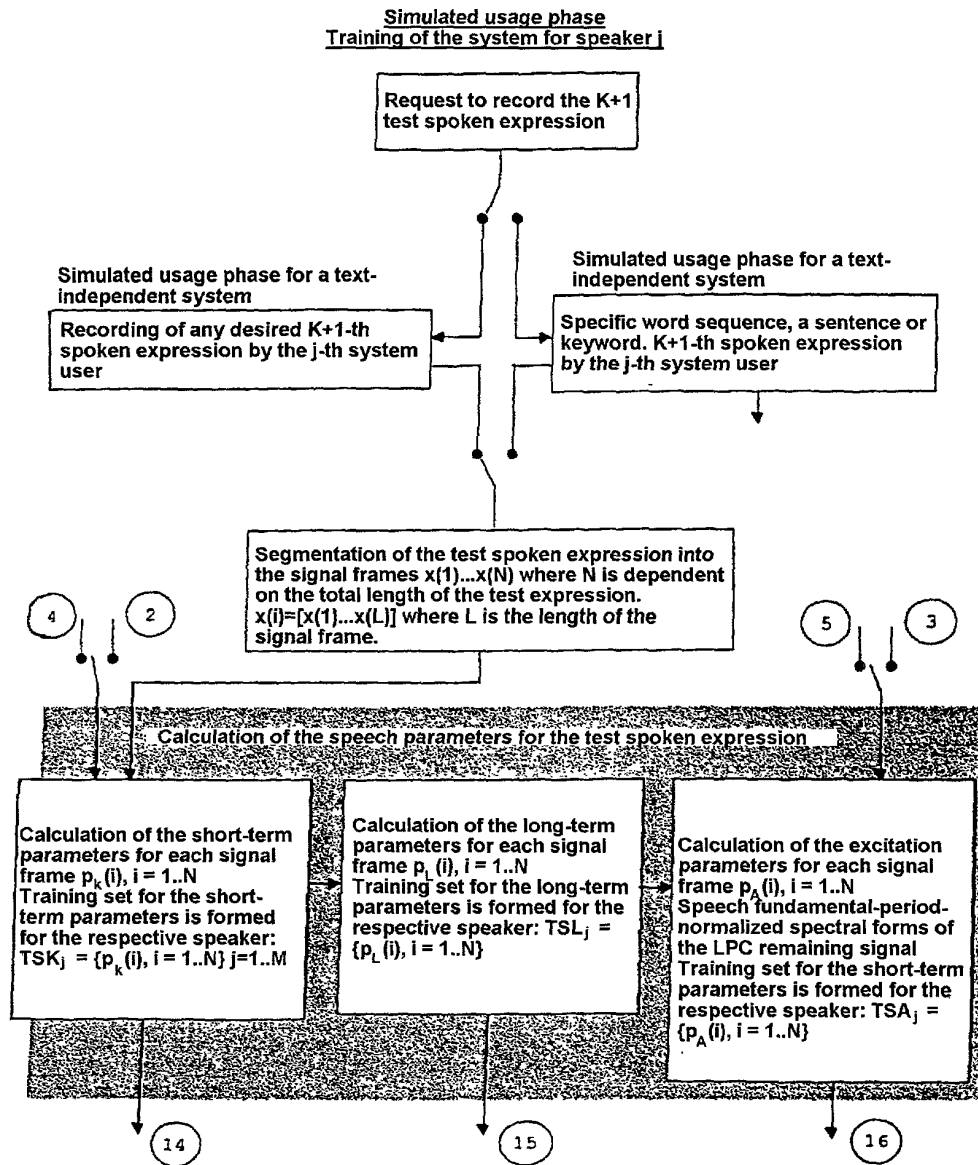 Simulated usage phase
Training of the system for speaker j
Request to record the K+1
test spoken expression
Simulated usage phase for a text-
independent system
Recording of any desired K+1-th
spoken expression by the j-th system
user
Simulated usage phase for a text-
independent system
Specific word sequence, a sentence or
keyword. K+1-th spoken expression
by the j-th system user
Segmentation of the test spoken expression into
the signal frames x(1)...x(N) where N is dependent
on the total length of the test expression.
x(i)=[x(1)...x(L)] where L is the length of the
signal frame.
4
2
5
3
Calculation of the speech parameters for the test spoken expression
Calculation of the short-term
parameters for each signal
frame p_k(i), i = 1..N
Training set for the short-
term parameters is formed
for the respective speaker:
TSK_j = {p_k(i), i = 1..N} j=1..M
Calculation of the long-term
parameters for each signal
frame p_L(i), i = 1..N
Training set for the long-term
parameters is formed for the
respective speaker: TSL_j =
{p_L(i), i = 1..N}
Calculation of the excitation
parameters for each signal
frame p_A(i), i = 1..N
Speech fundamental-period-
normalized spectral forms of
the LPC remaining signal
Training set for the short-term
parameters is formed for the
respective speaker: TSA_j =
{p_A(i), i = 1..N}
14
15
16